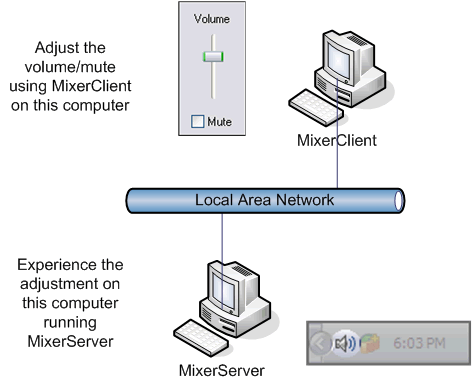 Adjust the
volume/mute
using MixerClient
on this computer
Volume
Mute
MixerClient
Local Area Network
Experience the
adjustment on
this computer
running
MixerServer
MixerServer
6:03 PM